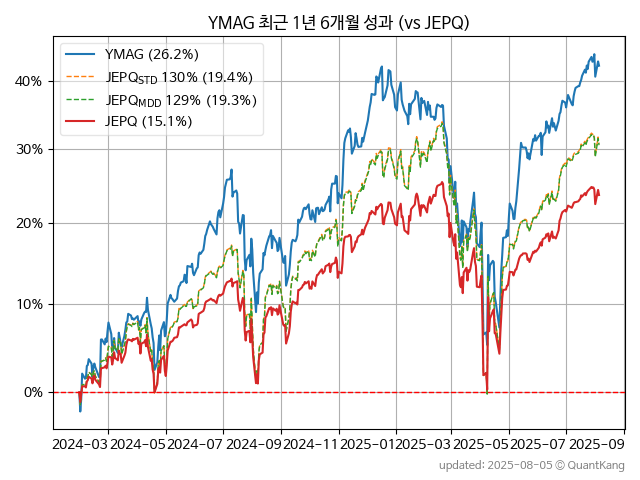 YMAG 최근 1년 6개월 성과 (vs JEPQ)
YMAG (26.2%)
JEPQSTD 130% (19.4%)
JEPQMDD 129% (19.3%)
JEPQ (15.1%)
40%
30%
20%
10%
0%
2024-03 2024-05 2024-07 2024-09 2024-11 2025-01 2025-03 2025-05 2025-07 2025-09
updated: 2025-08-05 © QuantKang